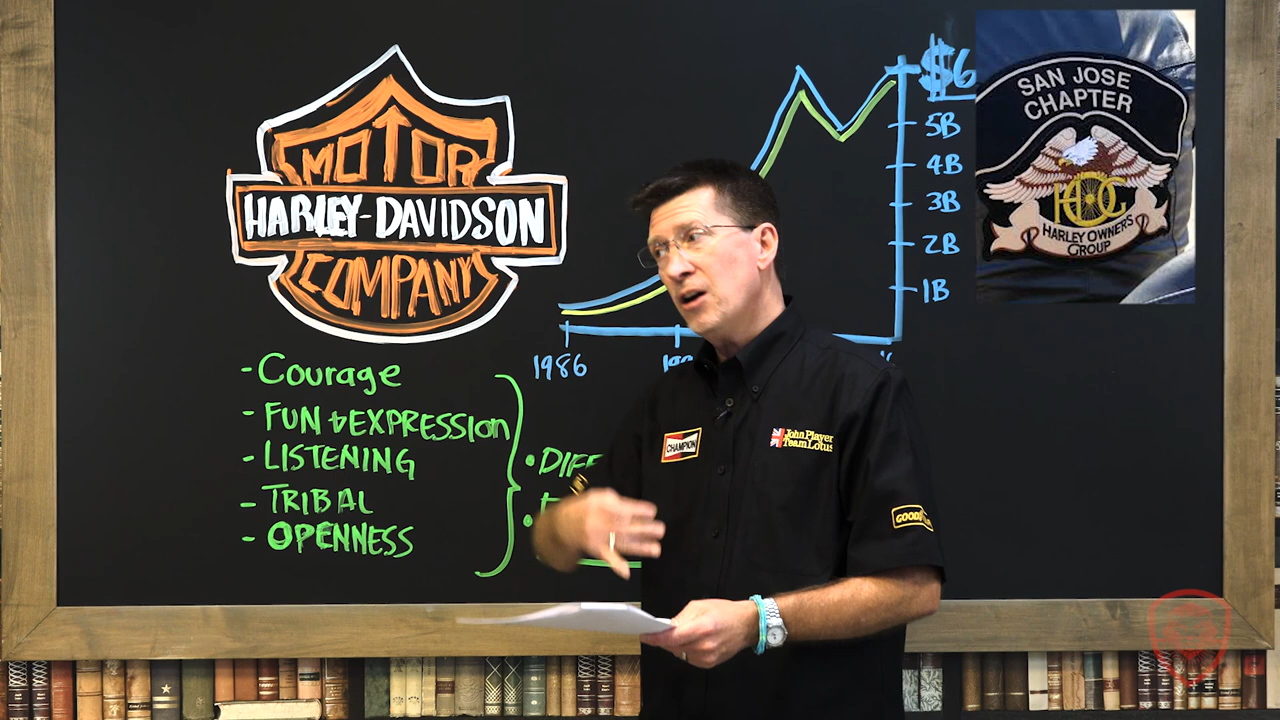 MOTOR
HARLEY-DAVIDSON
COMPANY
- Courage
- FUN & EXPRESSION
- LISTENING
- TRIBAL
- OPENNESS
• DIFF
$6
5B
4B
3B
2B
1B
1986
SAN JOSE
CHAPTER
HOG
HARLEY OWNERS
GROUP
CHAMPION
John Player
Team Lotus